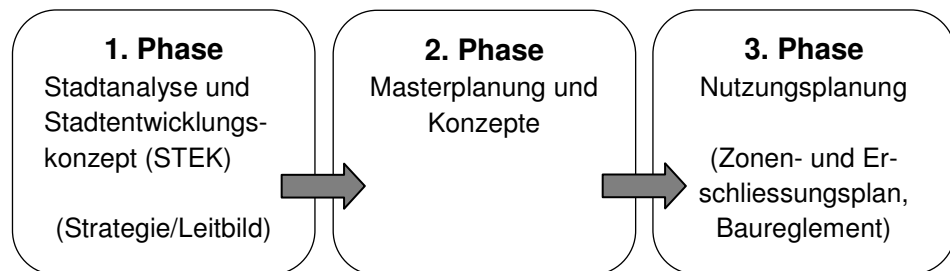 1. Phase
Stadtanalyse und
Stadtentwicklungs-
konzept (STEK)
(Strategie/Leitbild)
2. Phase
Masterplanung und
Konzepte
3. Phase
Nutzungsplanung
(Zonen- und Er-
schliessungsplan,
Baureglement)